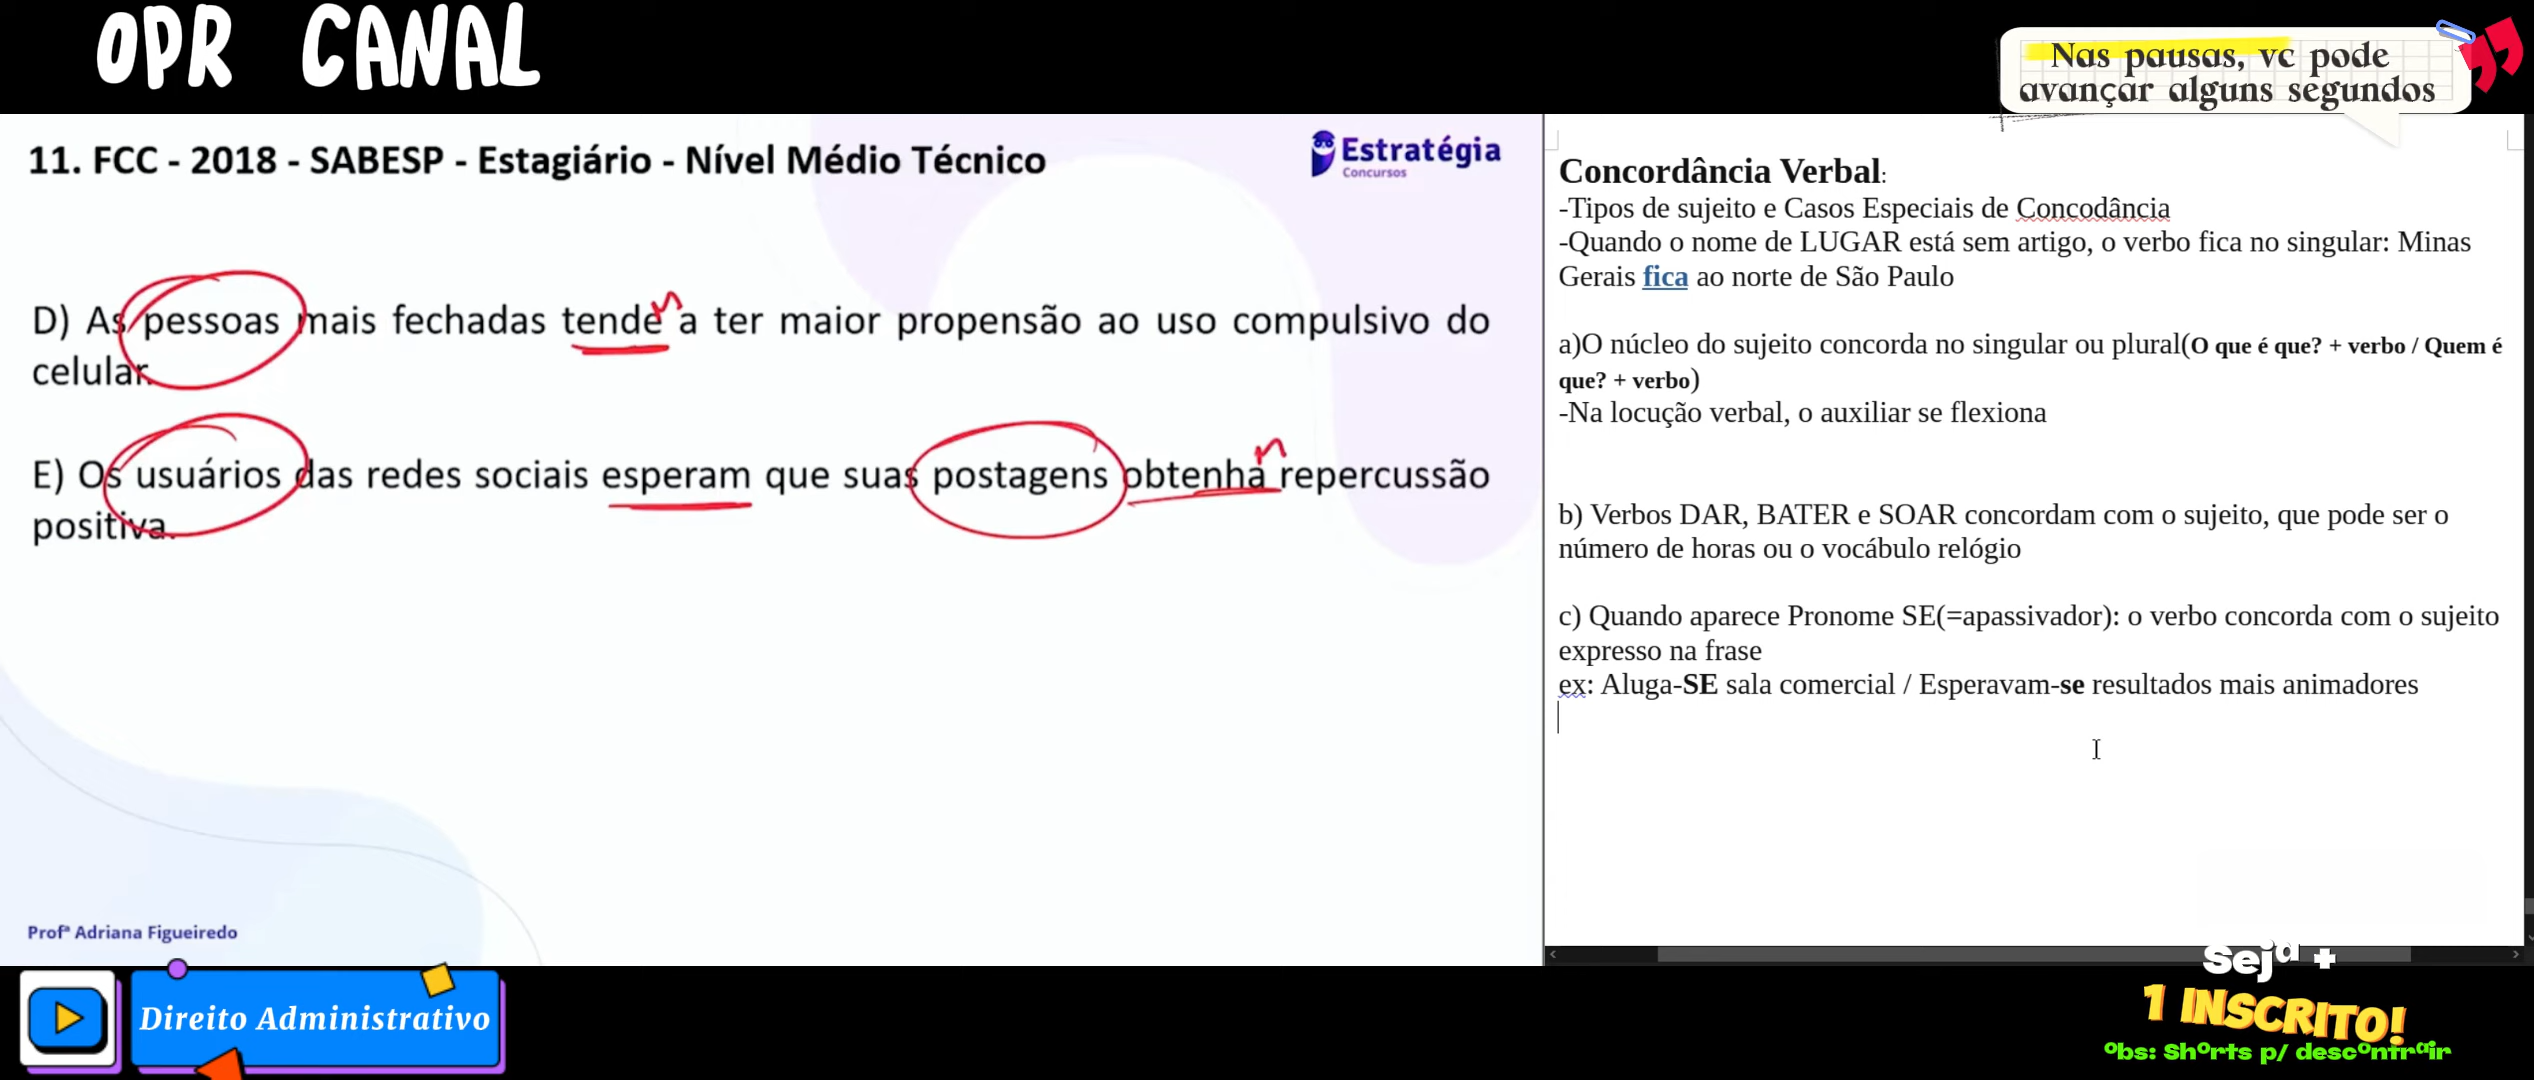 OPR CANAL
Nas pausas, vc pode
avançar alguns segundos
11. FCC - 2018 - SABESP - Estagiário - Nível Médio Técnico
Estratégia
Concursos
D) As pessoas mais fechadas tende m a ter maior propensão ao uso compulsivo do
celular.
E) Os usuários das redes sociais esperam que suas postagens obtenha m repercussão
positiva.
Profª Adriana Figueiredo
Concordância Verbal:
-Tipos de sujeito e Casos Especiais de Concodância
-Quando o nome de LUGAR está sem artigo, o verbo fica no singular: Minas
Gerais fica ao norte de São Paulo
a)O núcleo do sujeito concorda no singular ou plural(O que é que? + verbo / Quem é
que? + verbo)
-Na locução verbal, o auxiliar se flexiona
b) Verbos DAR, BATER e SOAR concordam com o sujeito, que pode ser o
número de horas ou o vocábulo relógio
c) Quando aparece Pronome SE(=apassivador): o verbo concorda com o sujeito
expresso na frase
ex: Aluga-SE sala comercial / Esperavam-se resultados mais animadores
Direito Administrativo
Seja +
1 INSCRITO!
obs: Shorts p/ descontrair